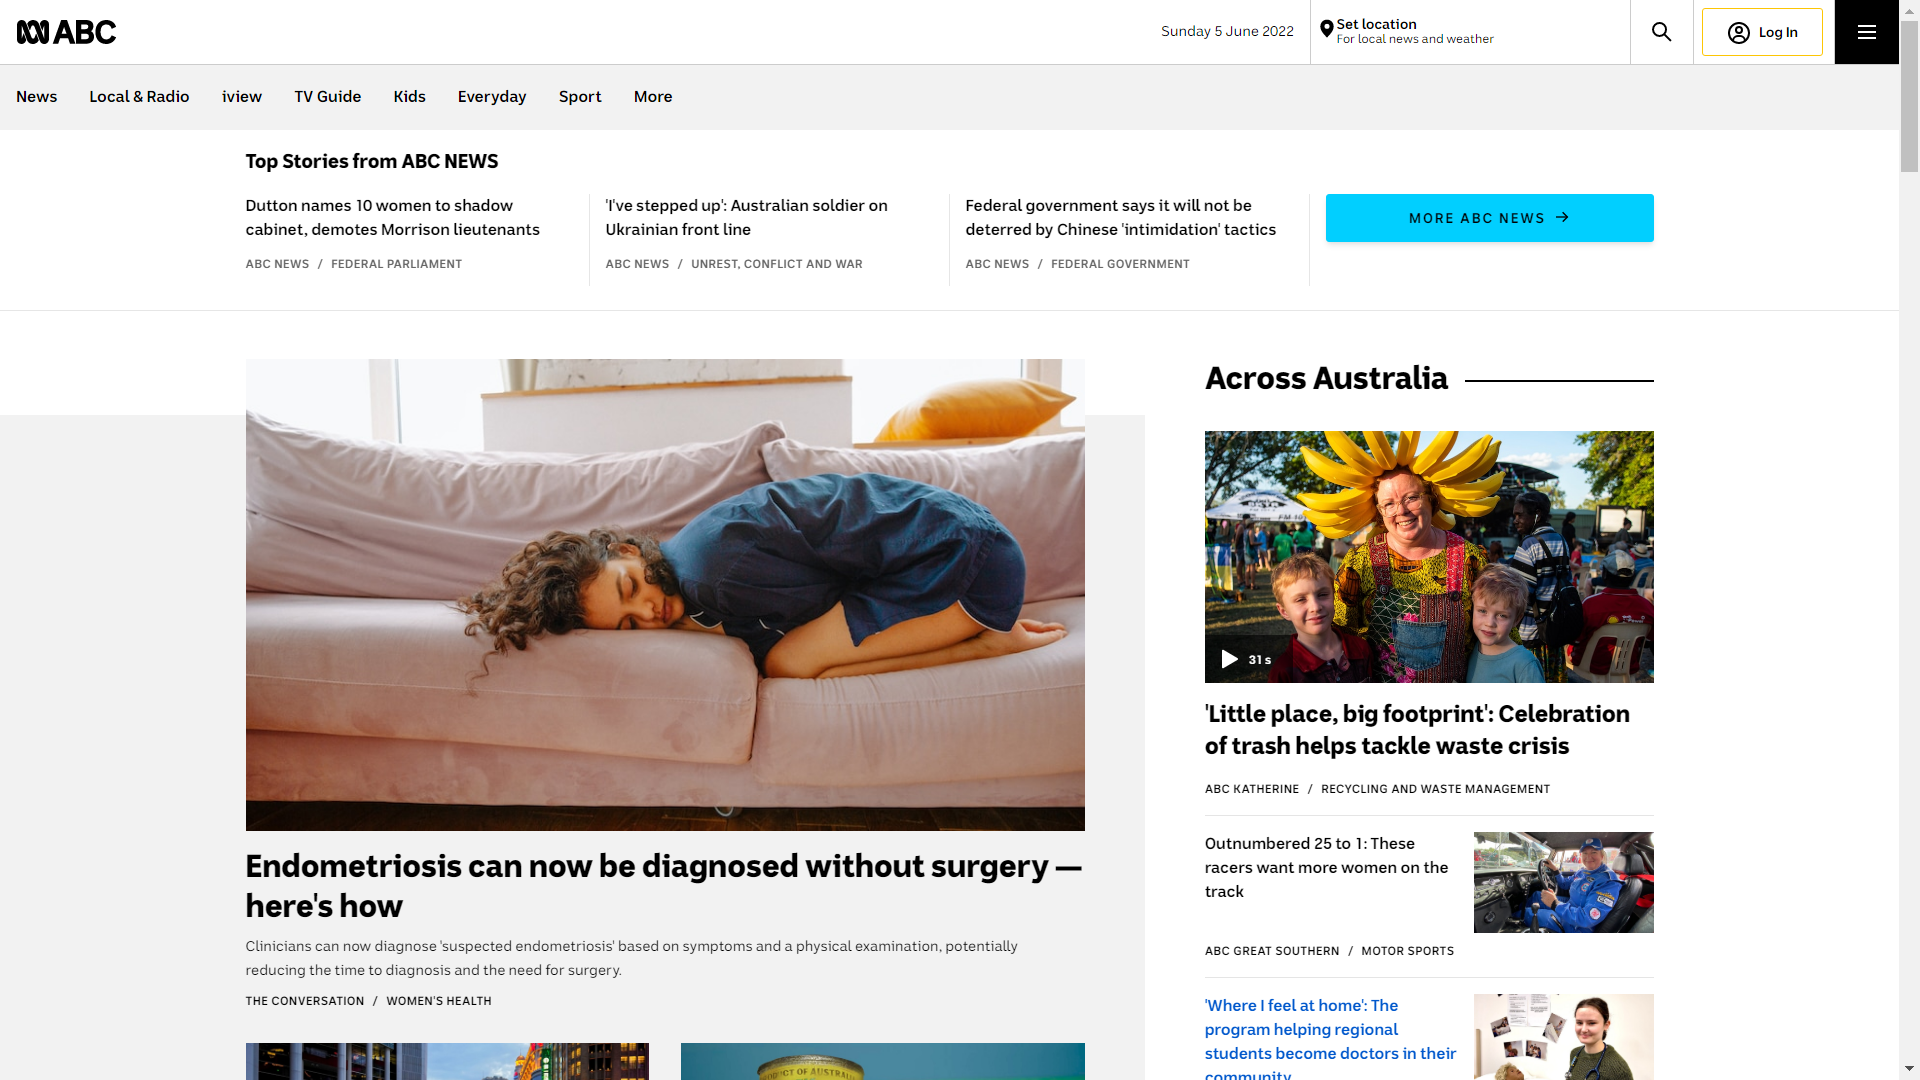 ABC
Sunday 5 June 2022
Set location
For local news and weather
Log In
News
Local & Radio
iview
TV Guide
Kids
Everyday
Sport
More
Top Stories from ABC NEWS
Dutton names 10 women to shadow
cabinet, demotes Morrison lieutenants
ABC NEWS / FEDERAL PARLIAMENT
'I've stepped up': Australian soldier on
Ukrainian front line
ABC NEWS / UNREST, CONFLICT AND WAR
Federal government says it will not be
deterred by Chinese 'intimidation' tactics
ABC NEWS / FEDERAL GOVERNMENT
MORE ABC NEWS →
Endometriosis can now be diagnosed without surgery —
here's how
Clinicians can now diagnose 'suspected endometriosis' based on symptoms and a physical examination, potentially
reducing the time to diagnosis and the need for surgery.
THE CONVERSATION / WOMEN'S HEALTH
PRODUCT OF AUSTRALIA
Across Australia
31 s
'Little place, big footprint': Celebration
of trash helps tackle waste crisis
ABC KATHERINE / RECYCLING AND WASTE MANAGEMENT
Outnumbered 25 to 1: These
racers want more women on the
track
ABC GREAT SOUTHERN / MOTOR SPORTS
'Where I feel at home': The
program helping regional
students become doctors in their
community